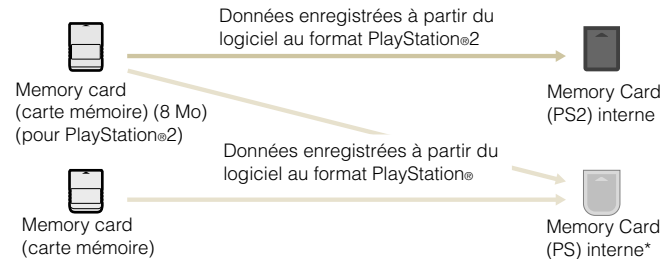 Données enregistrées à partir du
logiciel au format PlayStation®2
Memory card
(carte mémoire) (8 Mo)
(pour PlayStation®2)
Memory Card
(PS2) interne
Données enregistrées à partir du
logiciel au format PlayStation®
Memory card
(carte mémoire)
Memory Card
(PS) interne*